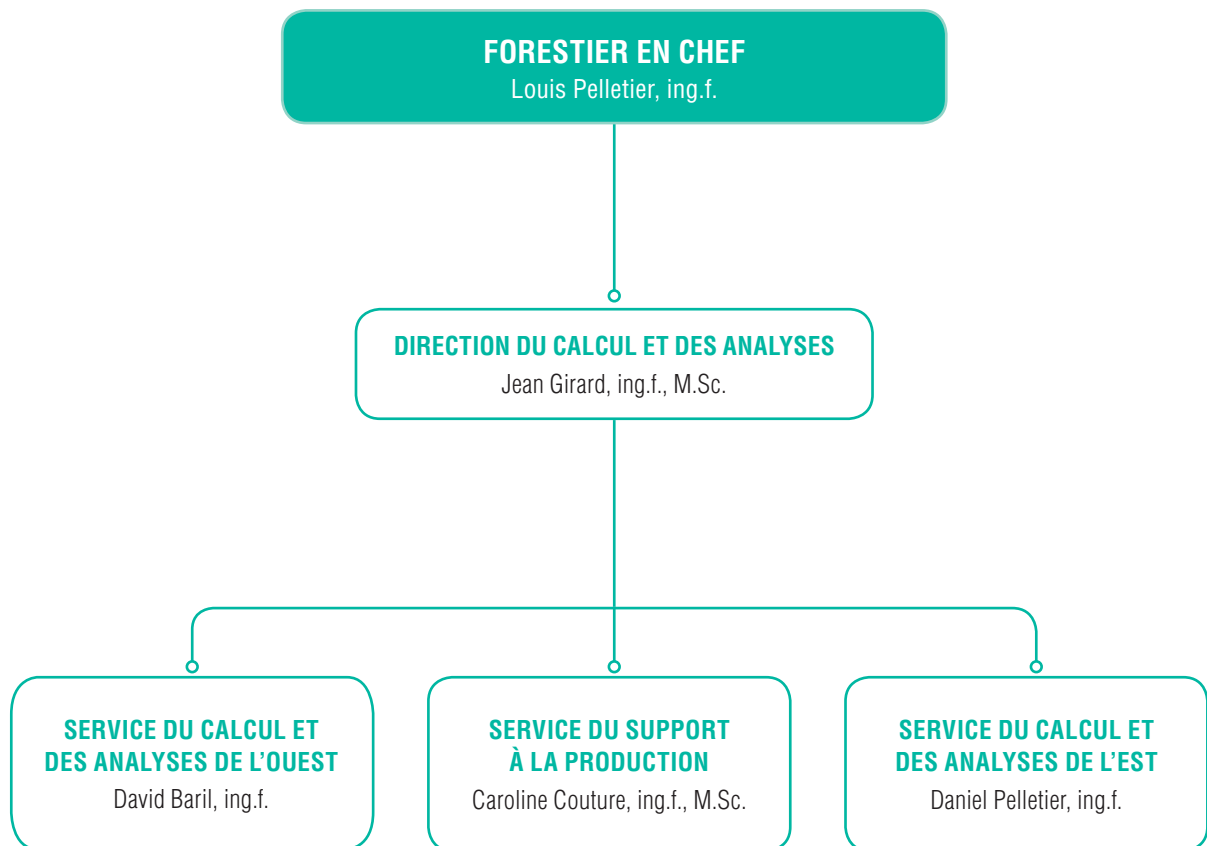 FORESTIER EN CHEF
Louis Pelletier, ing.f.
DIRECTION DU CALCUL ET DES ANALYSES
Jean Girard, ing.f., M.Sc.
SERVICE DU CALCUL ET
DES ANALYSES DE L’OUEST
David Baril, ing.f.
SERVICE DU SUPPORT
À LA PRODUCTION
Caroline Couture, ing.f., M.Sc.
SERVICE DU CALCUL ET
DES ANALYSES DE L’EST
Daniel Pelletier, ing.f.